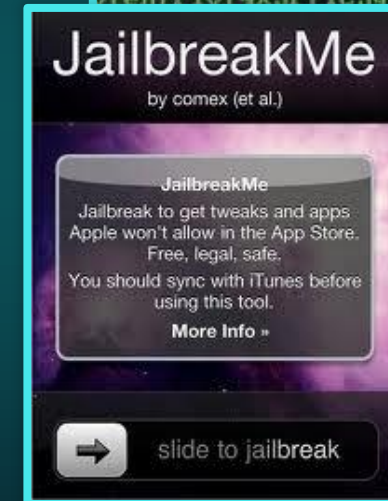 JailbreakMe
by comex (et al.)
JailbreakMe
Jailbreak to get tweaks and apps
Apple won't allow in the App Store.
Free, legal, safe.
You should sync with iTunes before
using this tool.
More Info »
slide to jailbreak